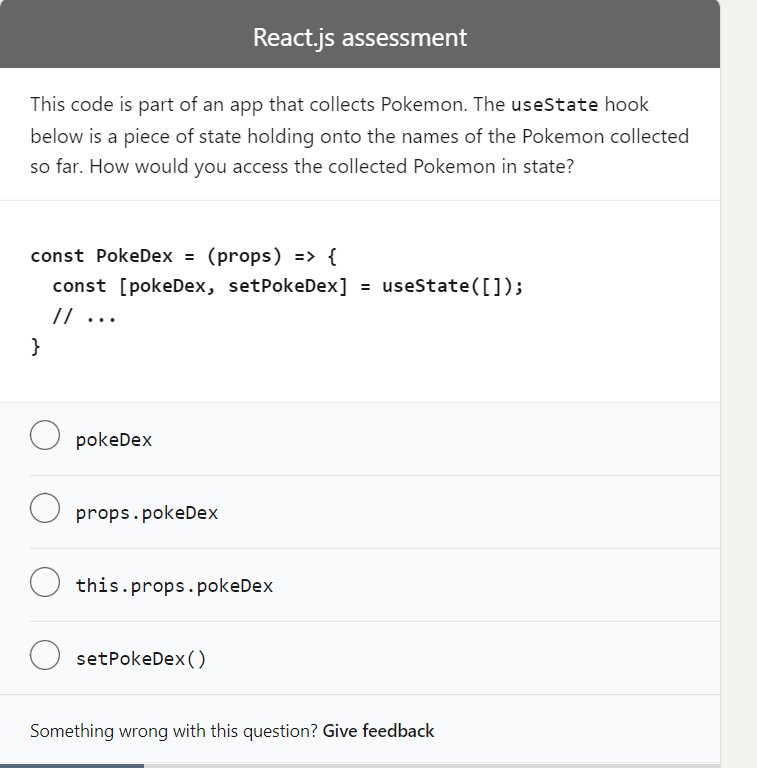 React.js assessment
This code is part of an app that collects Pokemon. The useState hook
below is a piece of state holding onto the names of the Pokemon collected
so far. How would you access the collected Pokemon in state?
const PokeDex = (props) => {
  const [pokeDex, setPokeDex] = useState([]);
  // ...
}
pokeDex
props.pokeDex
this.props.pokeDex
setPokeDex()
Something wrong with this question? Give feedback